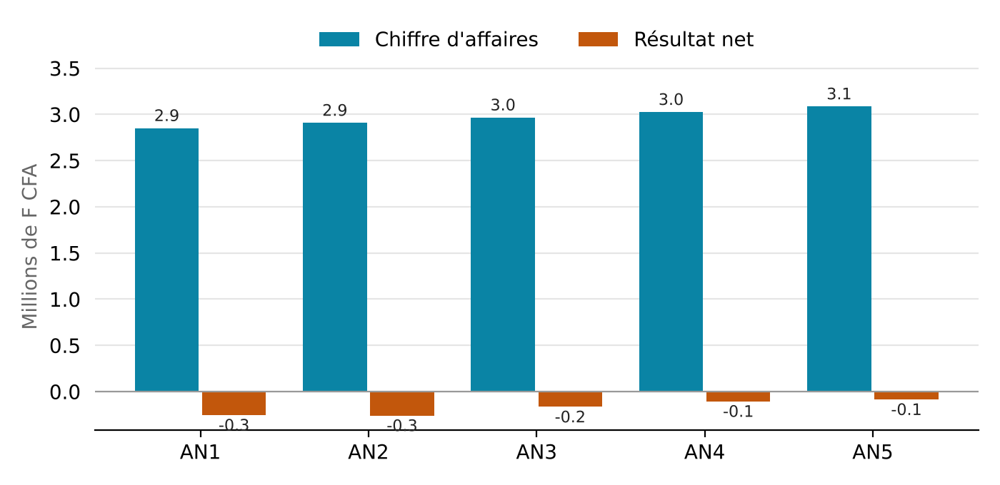 Chiffre d'affaires Résultat net
3.5
3.0
2.5
2.0
1.5
1.0
0.5
0.0
Millions de F CFA
2.9 2.9 3.0 3.0 3.1
-0.3 -0.3 -0.2 -0.1 -0.1
AN1 AN2 AN3 AN4 AN5